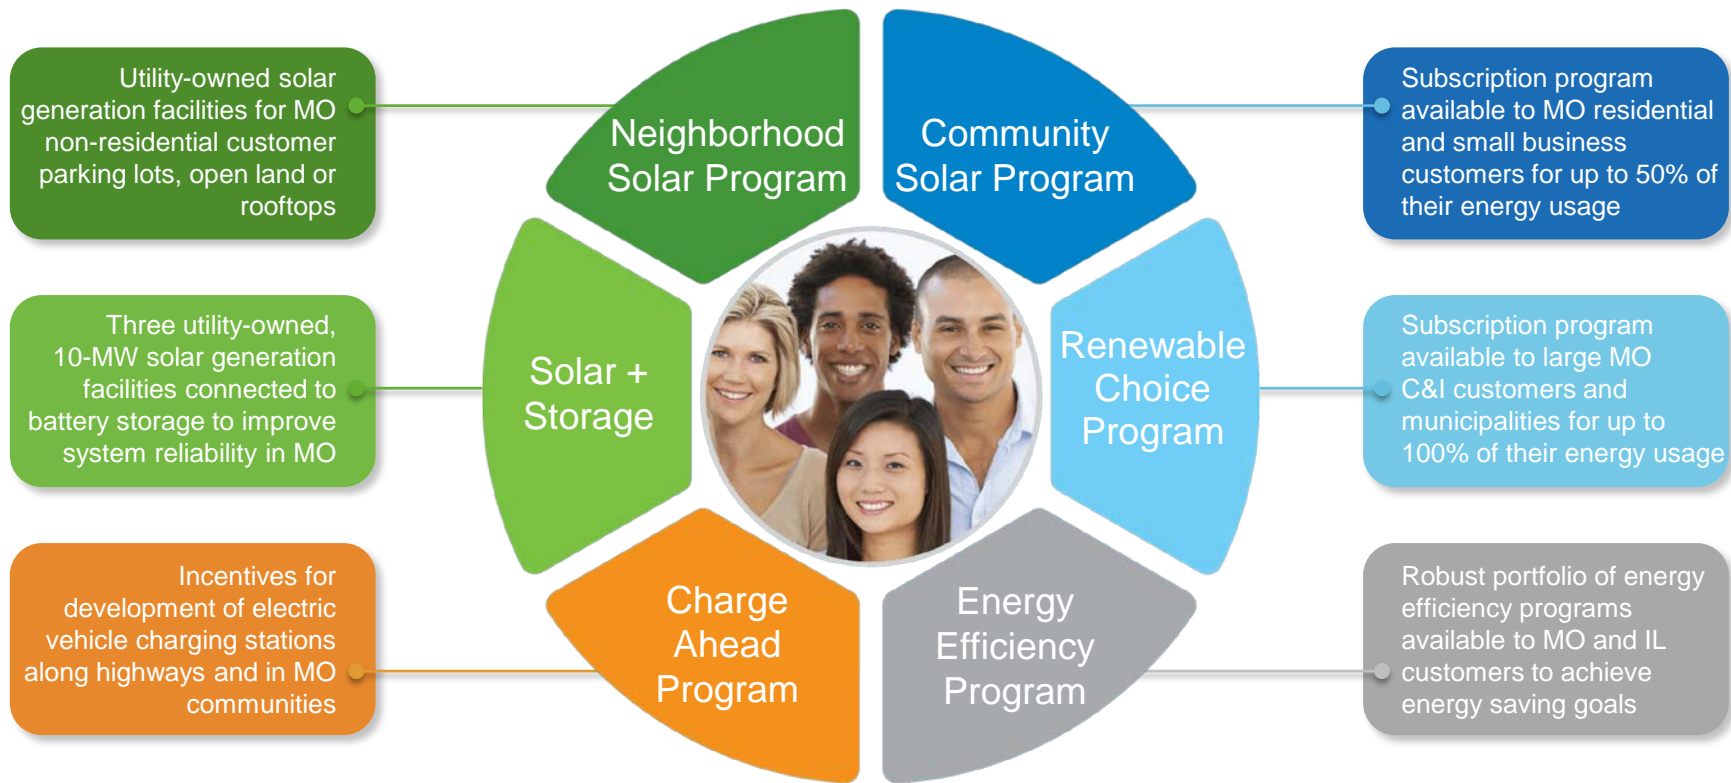 Utility-owned solar
generation facilities for MO
non-residential customer
parking lots, open land or
rooftops
Neighborhood
Solar Program
Community
Solar Program
Subscription program
available to MO residential
and small business
customers for up to 50% of
their energy usage
Three utility-owned,
10-MW solar generation
facilities connected to
battery storage to improve
system reliability in MO
Solar +
Storage
Renewable
Choice
Program
Subscription program
available to large MO
C&I customers and
municipalities for up to
100% of their energy usage
Incentives for
development of electric
vehicle charging stations
along highways and in MO
communities
Charge
Ahead
Program
Energy
Efficiency
Program
Robust portfolio of energy
efficiency programs
available to MO and IL
customers to achieve
energy saving goals